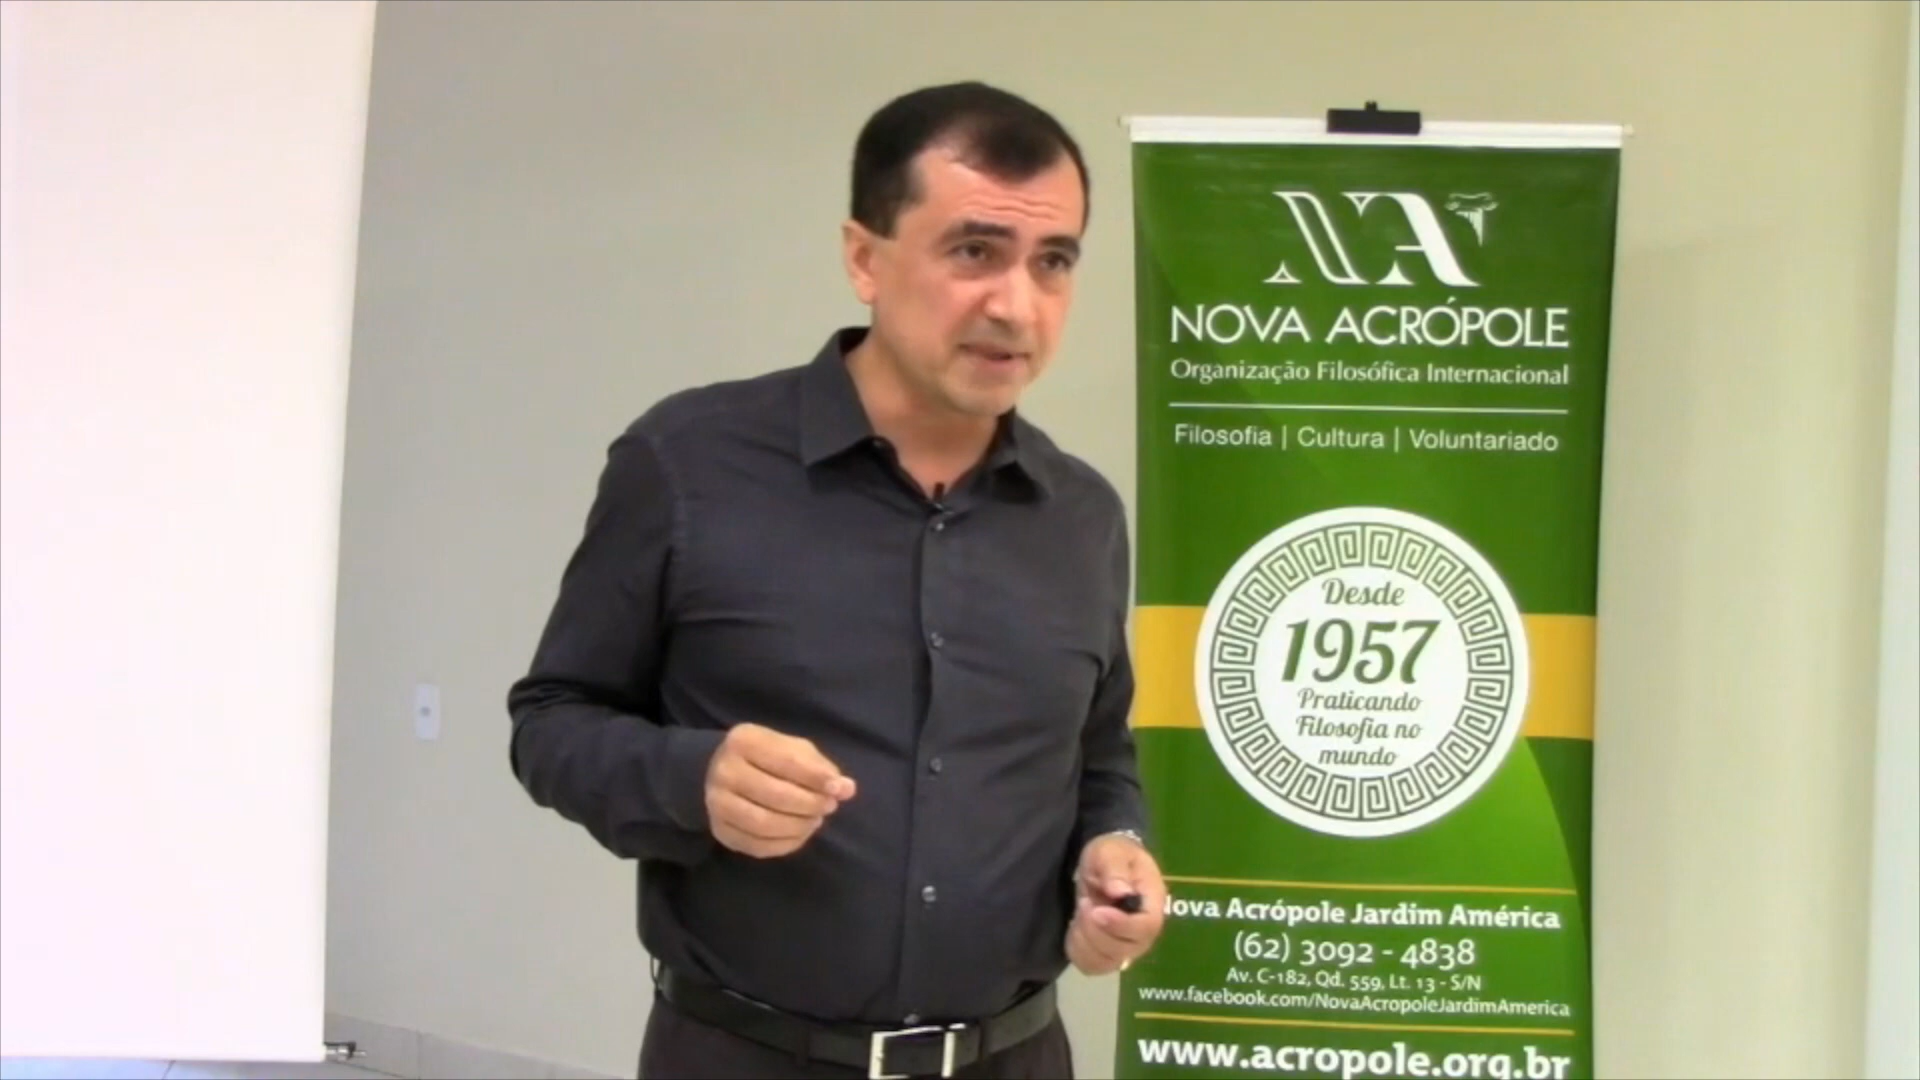 NA
NOVA ACRÓPOLE
Organização Filosófica Internacional
Filosofia | Cultura | Voluntariado
Desde
1957
Praticando
Filosofia no
mundo
Nova Acrópole Jardim América
(62) 3092 - 4838
Av. C-182, Qd. 559, Lt. 13 - S/N
www.facebook.com/NovaAcropoleJardimAmerica
www.acropole.org.br